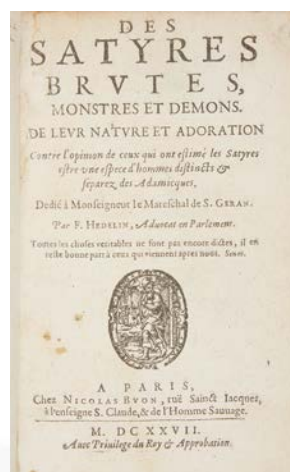 DES
SATYRES
BRVTES,
MONSTRES ET DEMONS.
DE LEVR NATVRE ET ADORATION
Contre l'opinion de ceux qui ont estimé les Satyres
estre vne espece d'hommes distincts &
separez des Adamicques.
Dedié à Monseigneur le Mareschal de S. GERAN.
Par F. HEDELIN, Aduocat en Parlement.
Toutes les choses veritables ne sont pas encore dictes, il en
reste bonne part à ceux qui viennent apres nous. Senec.
A PARIS,
Chez NICOLAS BVON, ruë Sainct Iacques,
à l'enseigne S. Claude, & de l'Homme Sauuage.
M. DC XXVII.
Auec Priuilege du Roy & Approbation.